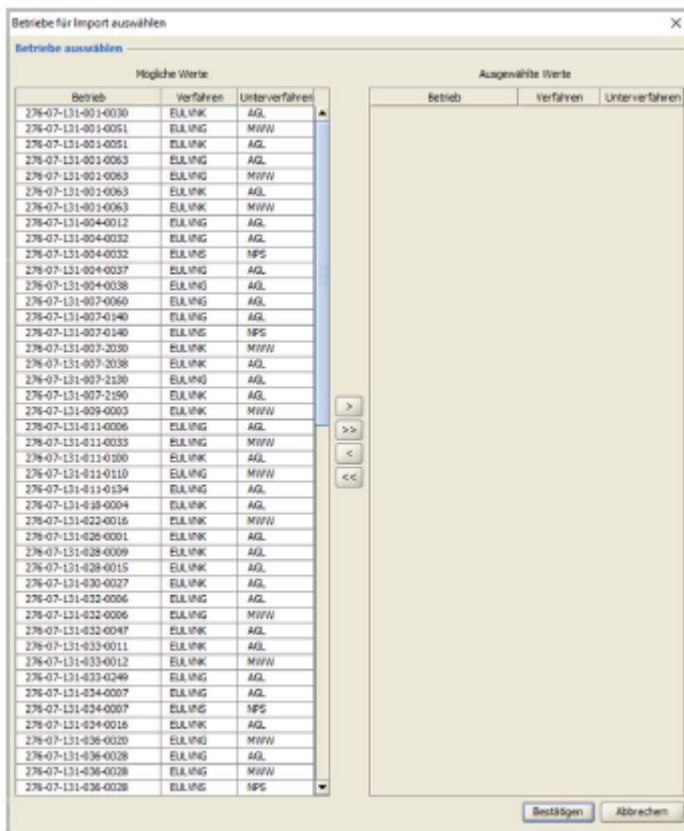 Betriebe für Import auswählen
Betriebe auswählen
Mögliche Werte
Ausgewählte Werte
Betrieb Verfahren Unterverfahren
Betrieb Verfahren Unterverfahren
276-07-131-001-0030 EULVNK AGL
276-07-131-001-0051 EULVNG MWW
276-07-131-001-0051 EULVNK AGL
276-07-131-001-0063 EULVNG AGL
276-07-131-001-0063 EULVNG MWW
276-07-131-001-0063 EULVNK AGL
276-07-131-001-0063 EULVNK MWW
276-07-131-004-0012 EULVNG AGL
276-07-131-004-0032 EULVNG AGL
276-07-131-004-0032 EULVNS NPS
276-07-131-004-0037 EULVNG AGL
276-07-131-004-0038 EULVNG AGL
276-07-131-007-0060 EULVNG AGL
276-07-131-007-0140 EULVNG AGL
276-07-131-007-0140 EULVNS NPS
276-07-131-007-2030 EULVNK MWW
276-07-131-007-2038 EULVNK AGL
276-07-131-007-2130 EULVNG AGL
276-07-131-007-2190 EULVNK AGL
276-07-131-009-0003 EULVNK MWW
276-07-131-011-0006 EULVNG AGL
276-07-131-011-0033 EULVNG MWW
276-07-131-011-0100 EULVNK AGL
276-07-131-011-0110 EULVNG MWW
276-07-131-011-0134 EULVNG AGL
276-07-131-018-0004 EULVNK AGL
276-07-131-022-0016 EULVNK MWW
276-07-131-026-0001 EULVNK AGL
276-07-131-028-0009 EULVNK AGL
276-07-131-028-0015 EULVNK AGL
276-07-131-030-0027 EULVNK AGL
276-07-131-032-0006 EULVNG AGL
276-07-131-032-0006 EULVNG MWW
276-07-131-032-0047 EULVNK AGL
276-07-131-033-0011 EULVNK AGL
276-07-131-033-0012 EULVNK MWW
276-07-131-033-0249 EULVNG AGL
276-07-131-034-0007 EULVNG AGL
276-07-131-034-0007 EULVNS NPS
276-07-131-034-0016 EULVNK AGL
276-07-131-036-0020 EULVNG MWW
276-07-131-036-0028 EULVNG AGL
276-07-131-036-0028 EULVNG MWW
276-07-131-036-0028 EULVNS NPS
>
>>
<
<<
Bestätigen Abbrechen